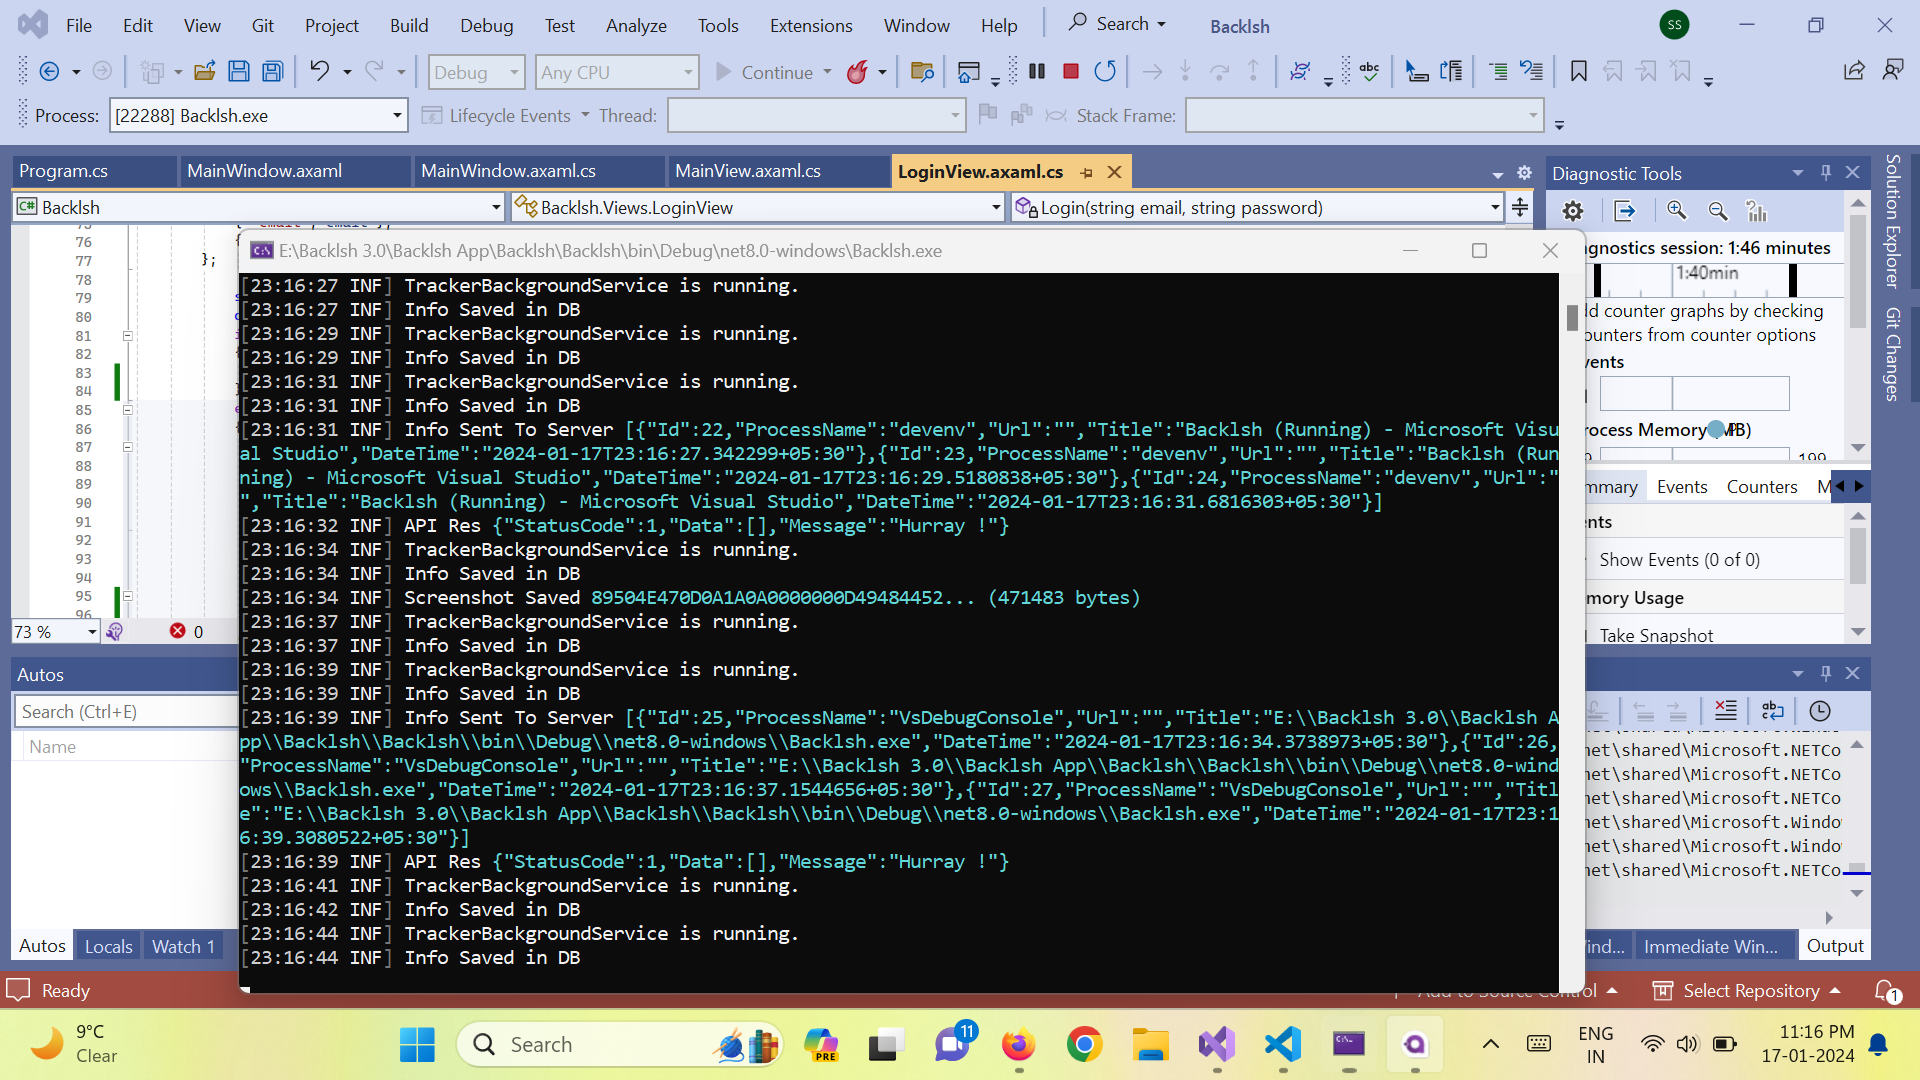 File Edit View Git Project Build Debug Test Analyze Tools Extensions Window Help Search Backlsh SS
Debug Any CPU Continue
Process: [22288] Backlsh.exe Lifecycle Events Thread: Stack Frame:
Program.cs MainWindow.axaml MainWindow.axaml.cs MainView.axaml.cs LoginView.axaml.cs
Backlsh Backlsh.Views.LoginView Login(string email, string password)
76
77 };
78
79
80
81
82
83
84
85
86
87
88
89
90
91
92
93
94
95
96
73 % 0
E:\Backlsh 3.0\Backlsh App\Backlsh\Backlsh\bin\Debug\net8.0-windows\Backlsh.exe
[23:16:27 INF] TrackerBackgroundService is running.
[23:16:27 INF] Info Saved in DB
[23:16:29 INF] TrackerBackgroundService is running.
[23:16:29 INF] Info Saved in DB
[23:16:31 INF] TrackerBackgroundService is running.
[23:16:31 INF] Info Saved in DB
[23:16:31 INF] Info Sent To Server [{"Id":22,"ProcessName":"devenv","Url":"","Title":"Backlsh (Running) - Microsoft Visu
al Studio","DateTime":"2024-01-17T23:16:27.342299+05:30"},{"Id":23,"ProcessName":"devenv","Url":"","Title":"Backlsh (Run
ning) - Microsoft Visual Studio","DateTime":"2024-01-17T23:16:29.5180838+05:30"},{"Id":24,"ProcessName":"devenv","Url":"
","Title":"Backlsh (Running) - Microsoft Visual Studio","DateTime":"2024-01-17T23:16:31.6816303+05:30"}]
[23:16:32 INF] API Res {"StatusCode":1,"Data":[],"Message":"Hurray !"}
[23:16:34 INF] TrackerBackgroundService is running.
[23:16:34 INF] Info Saved in DB
[23:16:34 INF] Screenshot Saved 89504E470D0A1A0A0000000D49484452... (471483 bytes)
[23:16:37 INF] TrackerBackgroundService is running.
[23:16:37 INF] Info Saved in DB
[23:16:39 INF] TrackerBackgroundService is running.
[23:16:39 INF] Info Saved in DB
[23:16:39 INF] Info Sent To Server [{"Id":25,"ProcessName":"VsDebugConsole","Url":"","Title":"E:\\Backlsh 3.0\\Backlsh A
pp\\Backlsh\\Backlsh\\bin\\Debug\\net8.0-windows\\Backlsh.exe","DateTime":"2024-01-17T23:16:34.3738973+05:30"},{"Id":26,
"ProcessName":"VsDebugConsole","Url":"","Title":"E:\\Backlsh 3.0\\Backlsh App\\Backlsh\\Backlsh\\bin\\Debug\\net8.0-wind
ows\\Backlsh.exe","DateTime":"2024-01-17T23:16:37.1544656+05:30"},{"Id":27,"ProcessName":"VsDebugConsole","Url":"","Titl
e":"E:\\Backlsh 3.0\\Backlsh App\\Backlsh\\Backlsh\\bin\\Debug\\net8.0-windows\\Backlsh.exe","DateTime":"2024-01-17T23:1
6:39.3080522+05:30"}]
[23:16:39 INF] API Res {"StatusCode":1,"Data":[],"Message":"Hurray !"}
[23:16:41 INF] TrackerBackgroundService is running.
[23:16:42 INF] Info Saved in DB
[23:16:44 INF] TrackerBackgroundService is running.
[23:16:44 INF] Info Saved in DB
Diagnostic Tools
gnostics session: 1:46 minutes
1:40min
dd counter graphs by checking
ounters from counter options
vents
rocess Memory
mmary Events Counters M
ents
Show Events (0 of 0)
mory Usage
Take Snapshot
Solution Explorer
Git Changes
Autos
Search (Ctrl+E)
Name
net\shared\Microsoft.NETCo
net\shared\Microsoft.NETCo
net\shared\Microsoft.NETCo
net\shared\Microsoft.Windo
net\shared\Microsoft.Windo
net\shared\Microsoft.NETCo
Autos Locals Watch 1 ind... Immediate Win... Output
Ready Add to Source Control Select Repository 1
9°C
Clear
Search PRE 11
ENG
IN
11:16 PM
17-01-2024